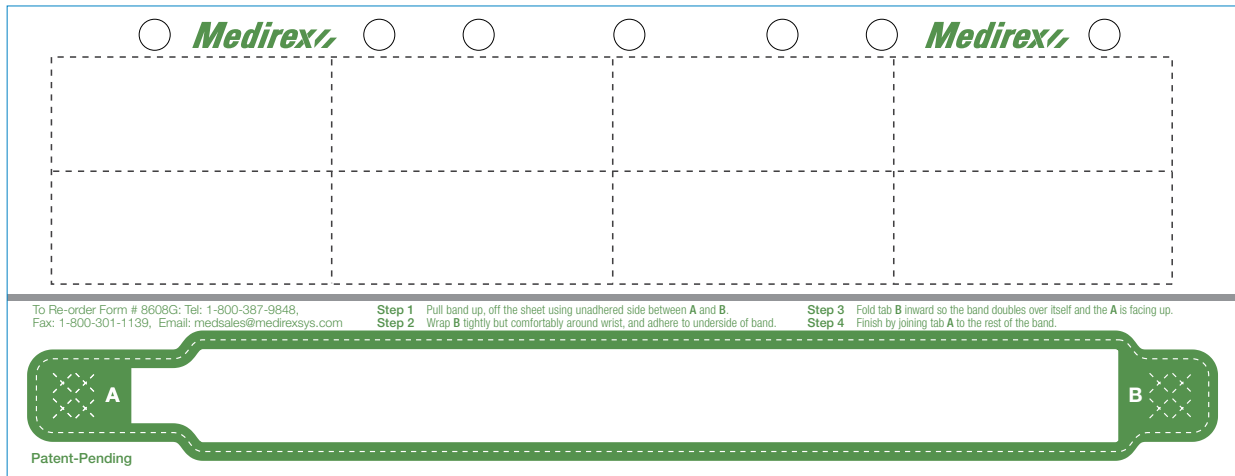 Medirex Medirex
To Re-order Form # 8608G: Tel: 1-800-387-9848,
Fax: 1-800-301-1139, Email: medsales@medirexsys.com
Step 1 Pull band up, off the sheet using unadhered side between A and B.
Step 2 Wrap B tightly but comfortably around wrist, and adhere to underside of band.
Step 3 Fold tab B inward so the band doubles over itself and the A is facing up.
Step 4 Finish by joining tab A to the rest of the band.
A B
Patent-Pending